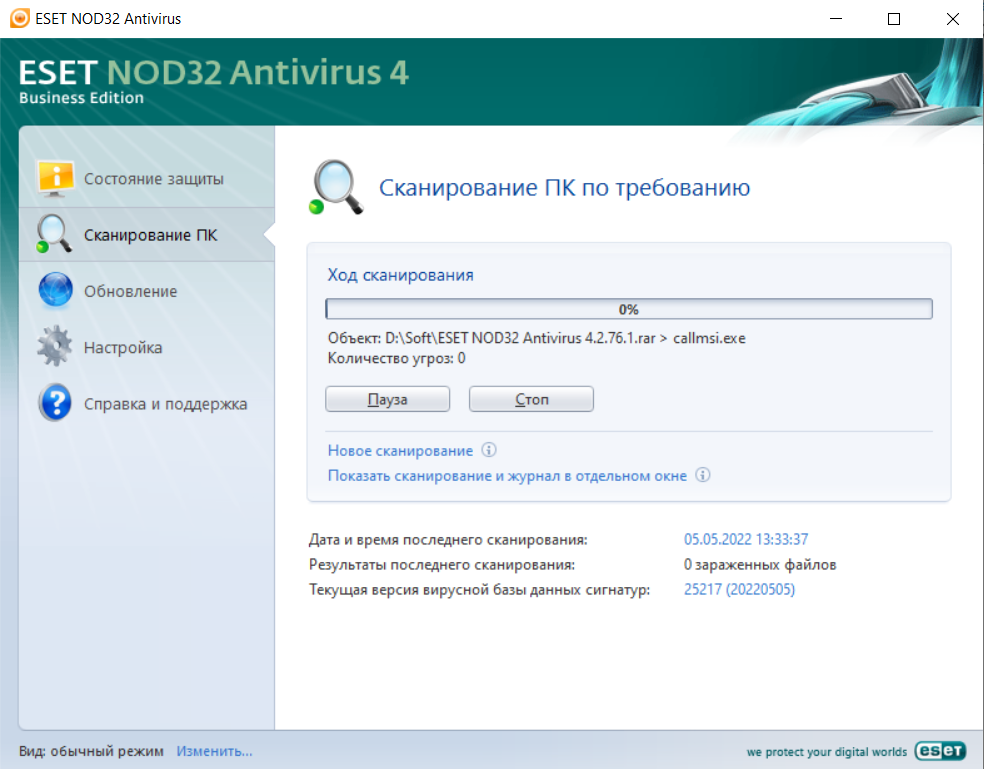 ESET NOD32 Antivirus
ESET NOD32 Antivirus 4
Business Edition
Состояние защиты
Сканирование ПК
Обновление
Настройка
Справка и поддержка
Сканирование ПК по требованию
Ход сканирования
0%
Объект: D:\Soft\ESET NOD32 Antivirus 4.2.76.1.rar > callmsi.exe
Количество угроз: 0
Пауза
Стоп
Новое сканирование
Показать сканирование и журнал в отдельном окне
Дата и время последнего сканирования: 05.05.2022 13:33:37
Результаты последнего сканирования: 0 зараженных файлов
Текущая версия вирусной базы данных сигнатур: 25217 (20220505)
Вид: обычный режим Изменить...
we protect your digital worlds eset